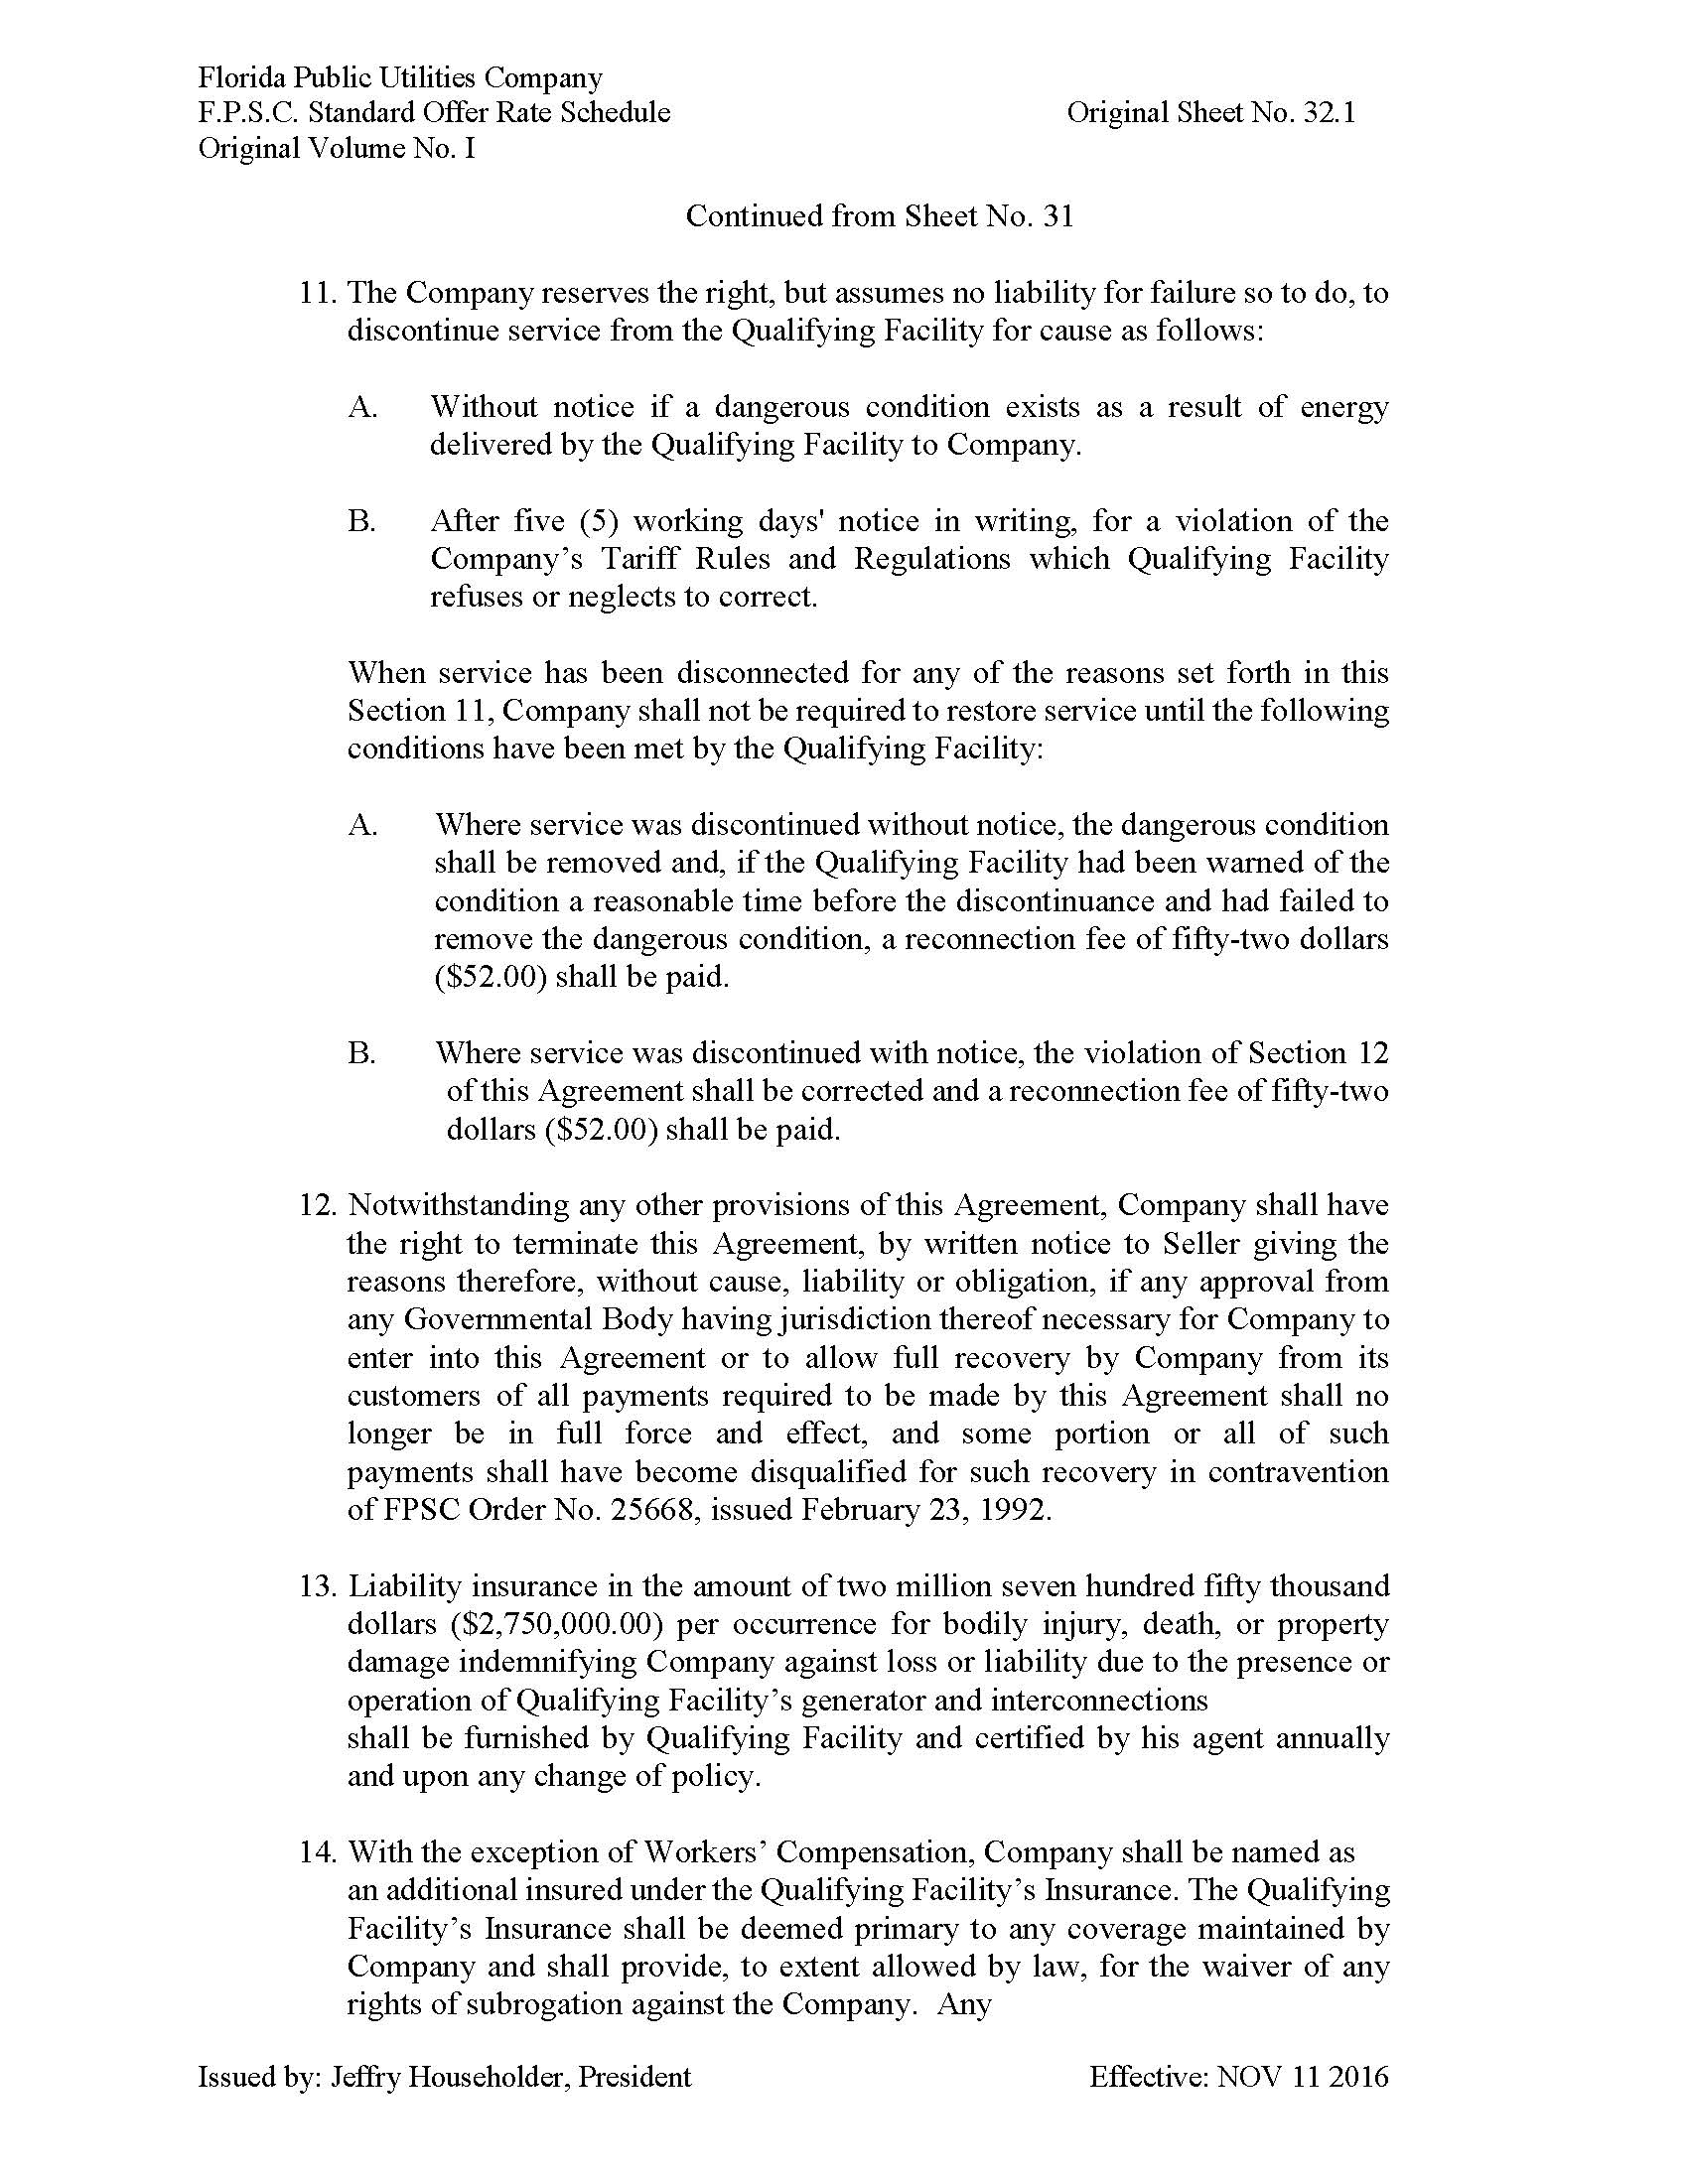 Florida Public Utilities Company
F.P.S.C. Standard Offer Rate Schedule Original Sheet No. 32.1
Original Volume No. I
Continued from Sheet No. 31
11. The Company reserves the right, but assumes no liability for failure so to do, to
discontinue service from the Qualifying Facility for cause as follows:
A. Without notice if a dangerous condition exists as a result of energy
delivered by the Qualifying Facility to Company.
B. After five (5) working days' notice in writing, for a violation of the
Company’s Tariff Rules and Regulations which Qualifying Facility
refuses or neglects to correct.
When service has been disconnected for any of the reasons set forth in this
Section 11, Company shall not be required to restore service until the following
conditions have been met by the Qualifying Facility:
A. Where service was discontinued without notice, the dangerous condition
shall be removed and, if the Qualifying Facility had been warned of the
condition a reasonable time before the discontinuance and had failed to
remove the dangerous condition, a reconnection fee of fifty-two dollars
($52.00) shall be paid.
B. Where service was discontinued with notice, the violation of Section 12
of this Agreement shall be corrected and a reconnection fee of fifty-two
dollars ($52.00) shall be paid.
12. Notwithstanding any other provisions of this Agreement, Company shall have
the right to terminate this Agreement, by written notice to Seller giving the
reasons therefore, without cause, liability or obligation, if any approval from
any Governmental Body having jurisdiction thereof necessary for Company to
enter into this Agreement or to allow full recovery by Company from its
customers of all payments required to be made by this Agreement shall no
longer be in full force and effect, and some portion or all of such
payments shall have become disqualified for such recovery in contravention
of FPSC Order No. 25668, issued February 23, 1992.
13. Liability insurance in the amount of two million seven hundred fifty thousand
dollars ($2,750,000.00) per occurrence for bodily injury, death, or property
damage indemnifying Company against loss or liability due to the presence or
operation of Qualifying Facility’s generator and interconnections
shall be furnished by Qualifying Facility and certified by his agent annually
and upon any change of policy.
14. With the exception of Workers’ Compensation, Company shall be named as
an additional insured under the Qualifying Facility’s Insurance. The Qualifying
Facility’s Insurance shall be deemed primary to any coverage maintained by
Company and shall provide, to extent allowed by law, for the waiver of any
rights of subrogation against the Company. Any
Issued by: Jeffry Householder, President Effective: NOV 11 2016